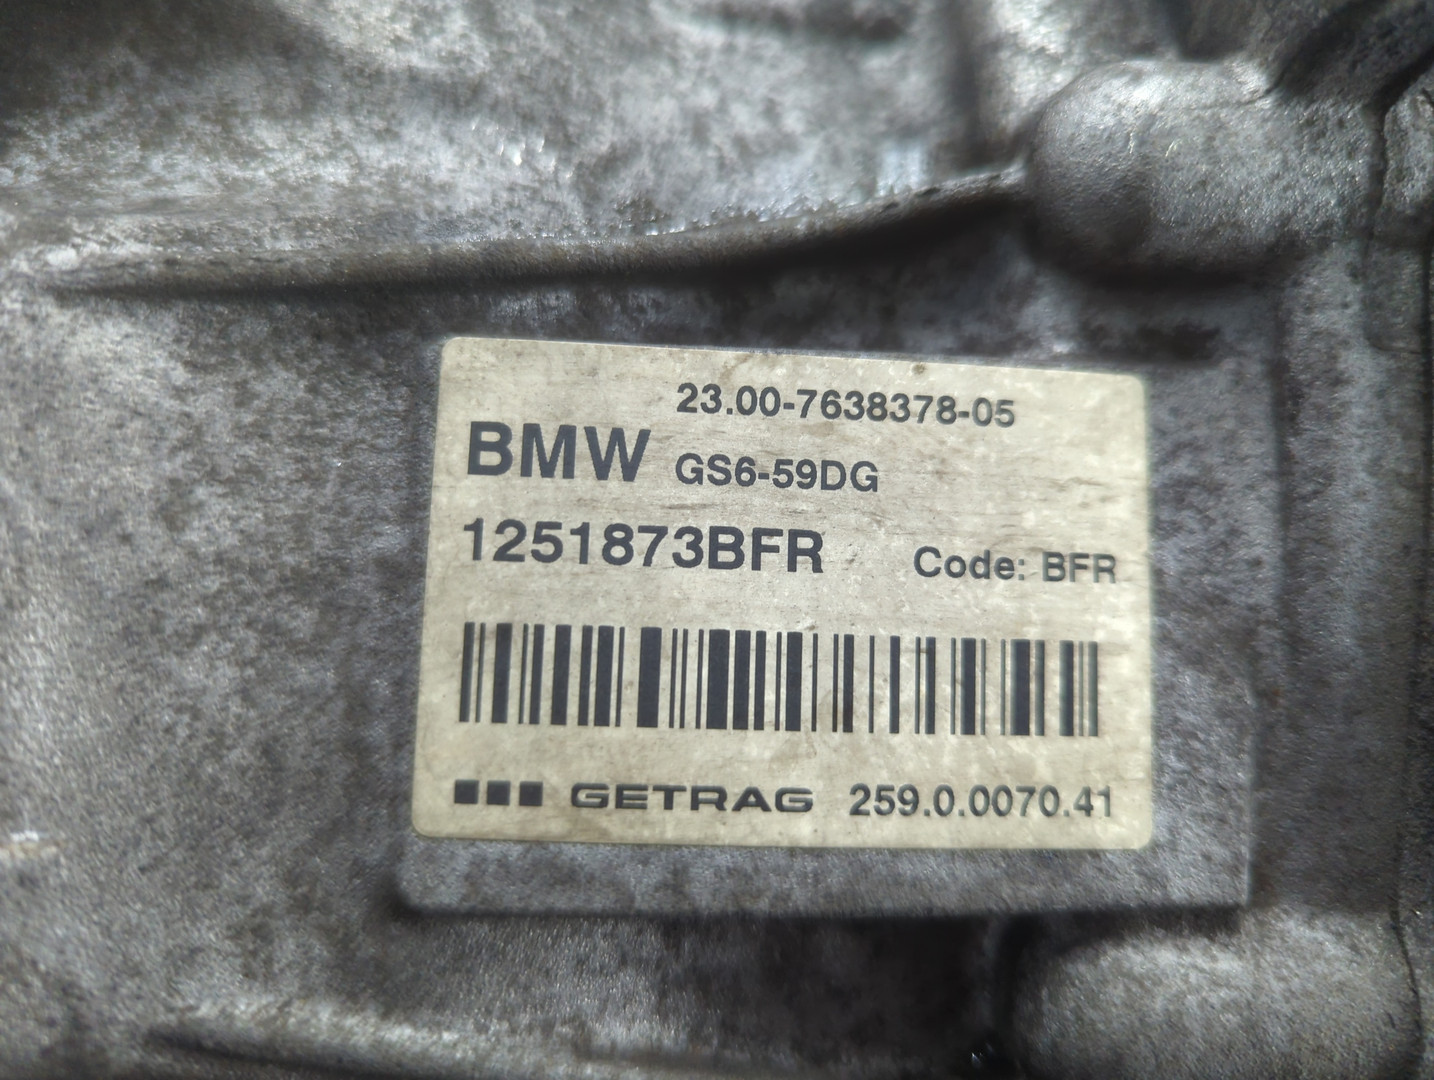 23.00-7638378-05
BMW GS6-59DG
1251873BFR Code: BFR
GETRAG 259.0.0070.41